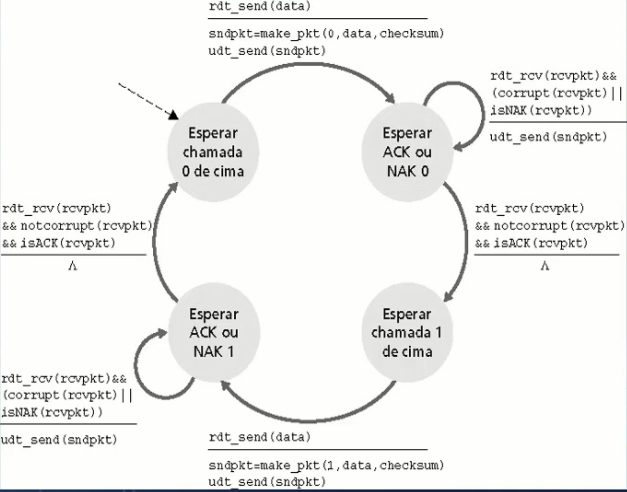 rdt_send(data)
sndpkt=make_pkt(0,data,checksum)
udt_send(sndpkt)
Esperar
chamada
0 de cima
Esperar
ACK ou
NAK 0
rdt_rcv(rcvpkt)&&
(corrupt(rcvpkt)||
isNAK(rcvpkt))
udt_send(sndpkt)
rdt_rcv(rcvpkt)
&& notcorrupt(rcvpkt)
&& isACK(rcvpkt)
Λ
rdt_rcv(rcvpkt)
&& notcorrupt(rcvpkt)
&& isACK(rcvpkt)
Λ
Esperar
ACK ou
NAK 1
Esperar
chamada 1
de cima
rdt_rcv(rcvpkt)&&
(corrupt(rcvpkt)||
isNAK(rcvpkt))
udt_send(sndpkt)
rdt_send(data)
sndpkt=make_pkt(1,data,checksum)
udt_send(sndpkt)